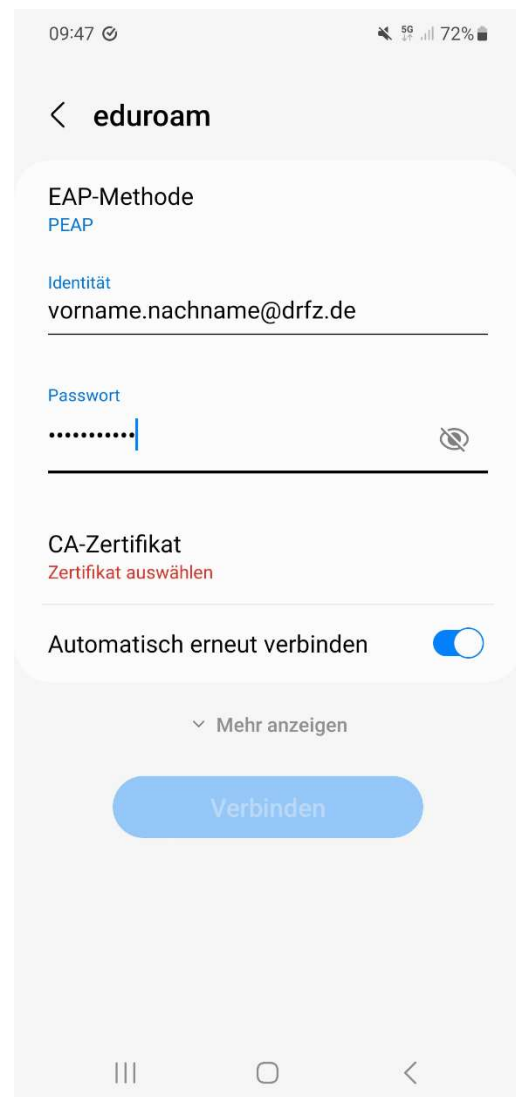 09:47 5G 72%
eduroam
EAP-Methode
PEAP
Identität
vorname.nachname@drfz.de
Passwort
•••••••••••
CA-Zertifikat
Zertifikat auswählen
Automatisch erneut verbinden
Mehr anzeigen
Verbinden